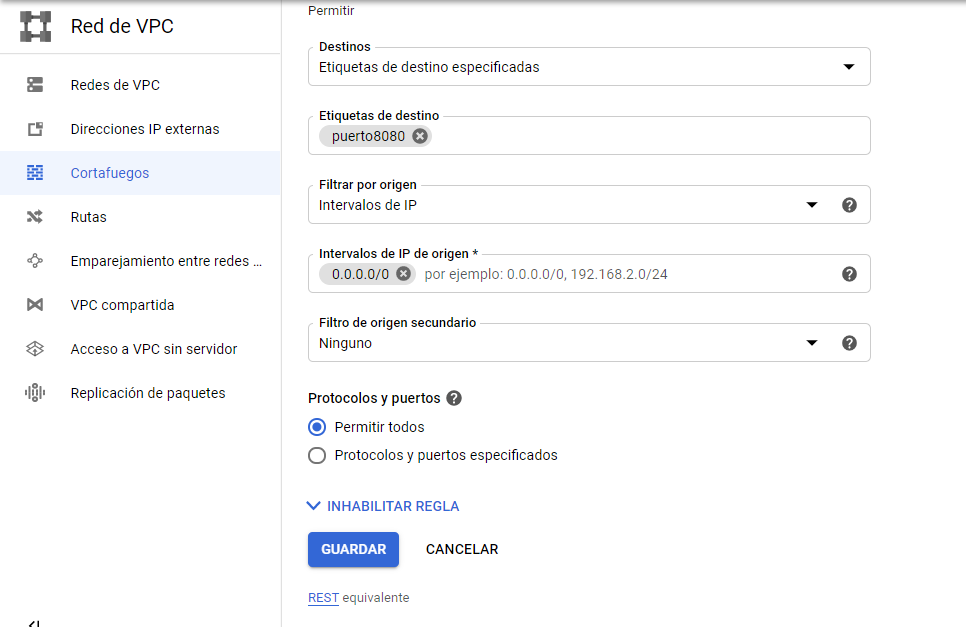 Red de VPC
Redes de VPC
Direcciones IP externas
Cortafuegos
Rutas
Emparejamiento entre redes ...
VPC compartida
Acceso a VPC sin servidor
Replicación de paquetes
Permitir
Destinos
Etiquetas de destino especificadas
Etiquetas de destino
puerto8080
Filtrar por origen
Intervalos de IP
Intervalos de IP de origen *
0.0.0.0/0 por ejemplo: 0.0.0.0/0, 192.168.2.0/24
Filtro de origen secundario
Ninguno
Protocolos y puertos
Permitir todos
Protocolos y puertos especificados
INHABILITAR REGLA
GUARDAR CANCELAR
REST equivalente